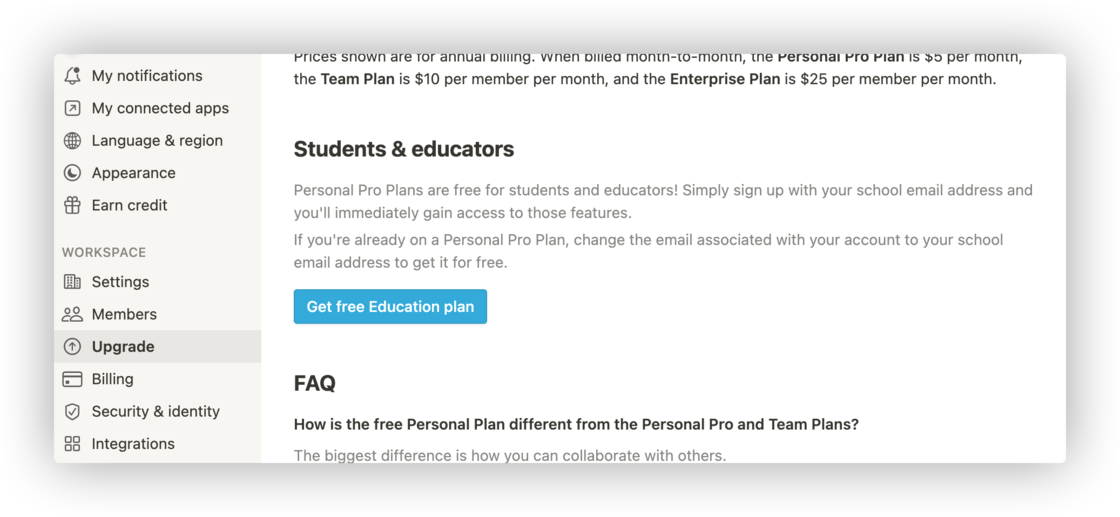 My notifications
My connected apps
Language & region
Appearance
Earn credit
WORKSPACE
Settings
Members
Upgrade
Billing
Security & identity
Integrations
Prices shown are for annual billing. When billed month-to-month, the Personal Pro Plan is $5 per month,
the Team Plan is $10 per member per month, and the Enterprise Plan is $25 per member per month.
Students & educators
Personal Pro Plans are free for students and educators! Simply sign up with your school email address and
you'll immediately gain access to those features.
If you're already on a Personal Pro Plan, change the email associated with your account to your school
email address to get it for free.
Get free Education plan
FAQ
How is the free Personal Plan different from the Personal Pro and Team Plans?
The biggest difference is how you can collaborate with others.